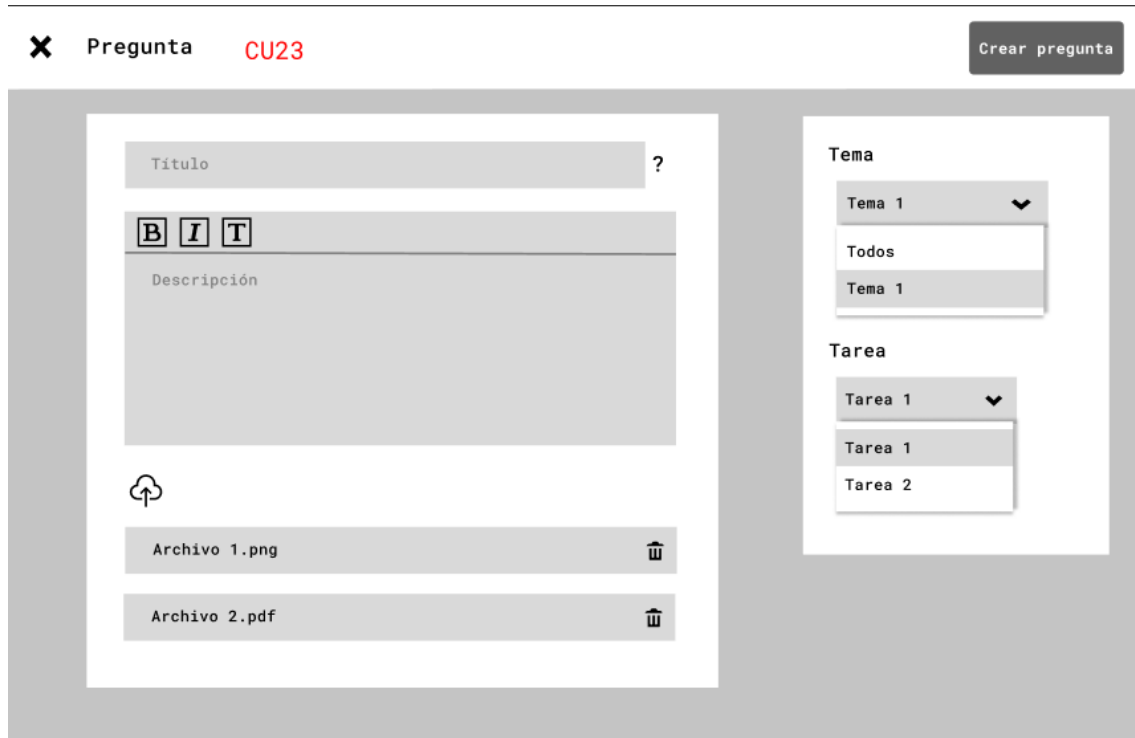 Pregunta CU23
Crear pregunta
Título ?
B I T
Descripción
Archivo 1.png
Archivo 2.pdf
Tema
Tema 1
Todos
Tema 1
Tarea
Tarea 1
Tarea 1
Tarea 2